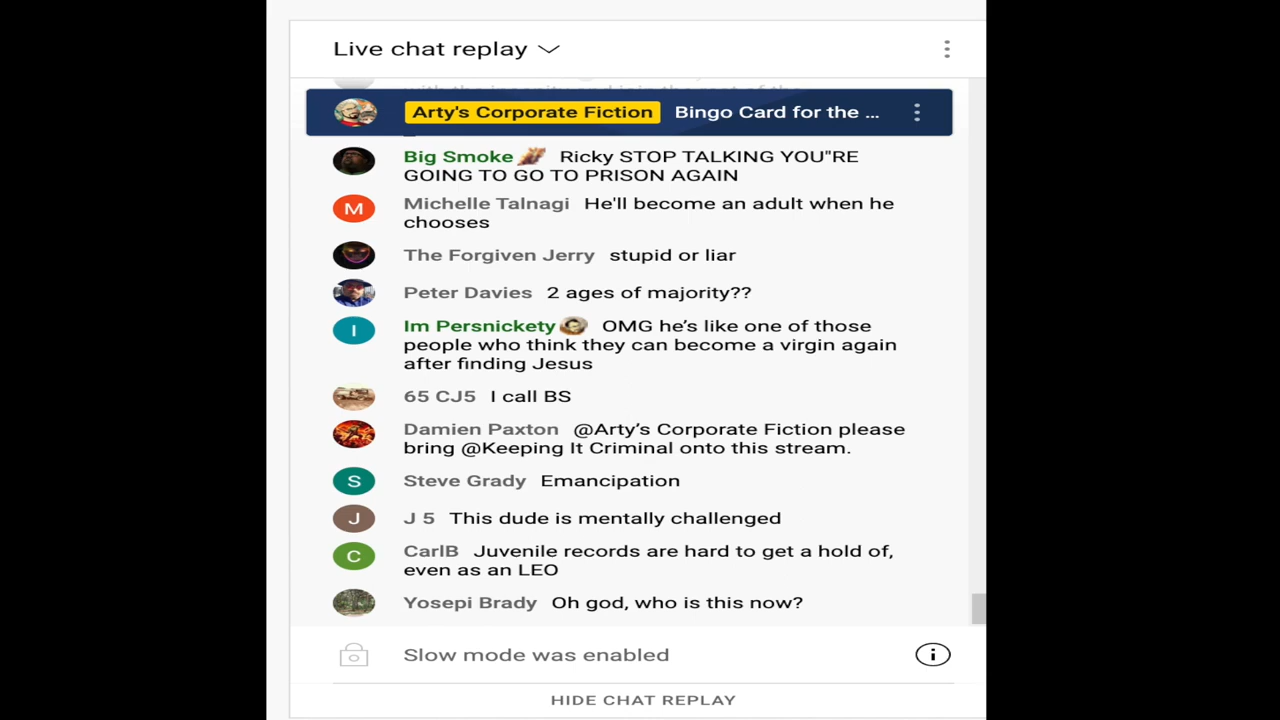 Live chat replay
Arty's Corporate Fiction Bingo Card for the ...
Big Smoke Ricky STOP TALKING YOU"RE
GOING TO GO TO PRISON AGAIN
M Michelle Talnagi He'll become an adult when he
chooses
The Forgiven Jerry stupid or liar
Peter Davies 2 ages of majority??
I Im Persnickety OMG he's like one of those
people who think they can become a virgin again
after finding Jesus
65 CJ5 I call BS
Damien Paxton @Arty's Corporate Fiction please
bring @Keeping It Criminal onto this stream.
S Steve Grady Emancipation
J J 5 This dude is mentally challenged
C CarlB Juvenile records are hard to get a hold of,
even as an LEO
Yosepi Brady Oh god, who is this now?
Slow mode was enabled
HIDE CHAT REPLAY